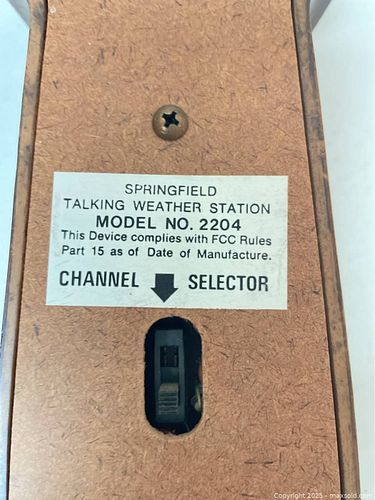 SPRINGFIELD
TALKING WEATHER STATION
MODEL NO. 2204
This Device complies with FCC Rules
Part 15 as of Date of Manufacture.
CHANNEL SELECTOR
Copyright 2025 - maxsold.com